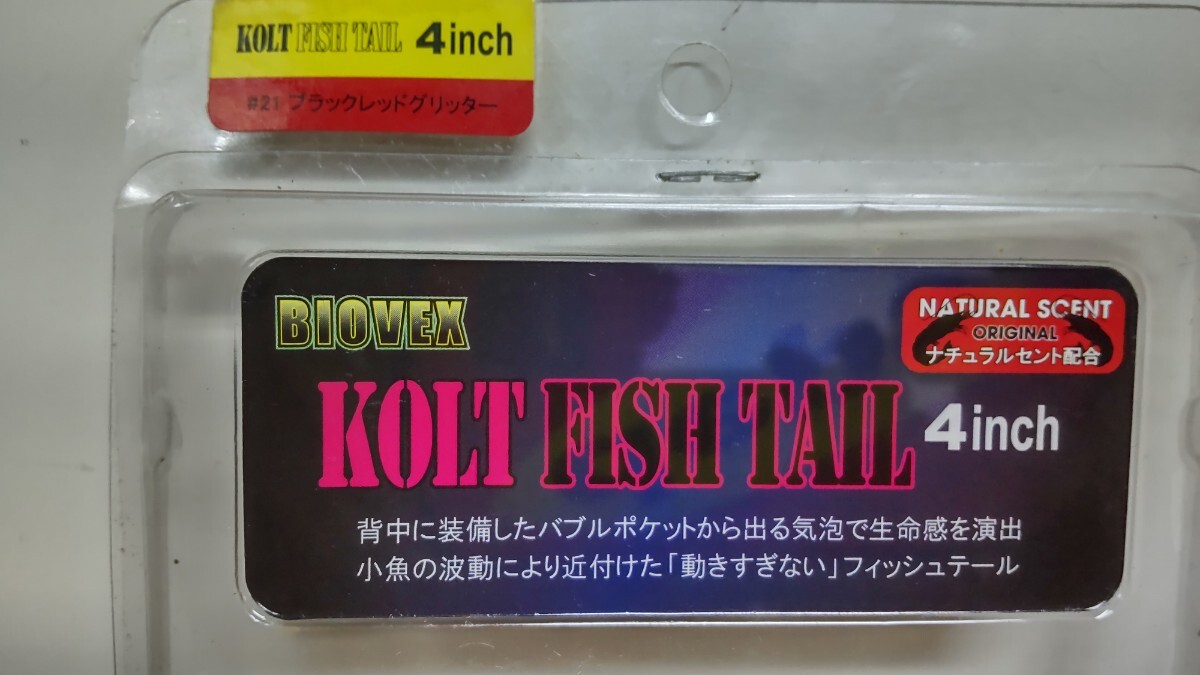 KOLT FISH TAIL 4inch
#21 ブラックレッドグリッター
BIOVEX
NATURAL SCENT
ORIGINAL
ナチュラルセント配合
KOLT FISH TAIL 4inch
背中に装備したバブルポケットから出る気泡で生命感を演出
小魚の波動により近付けた「動きすぎない」フィッシュテール